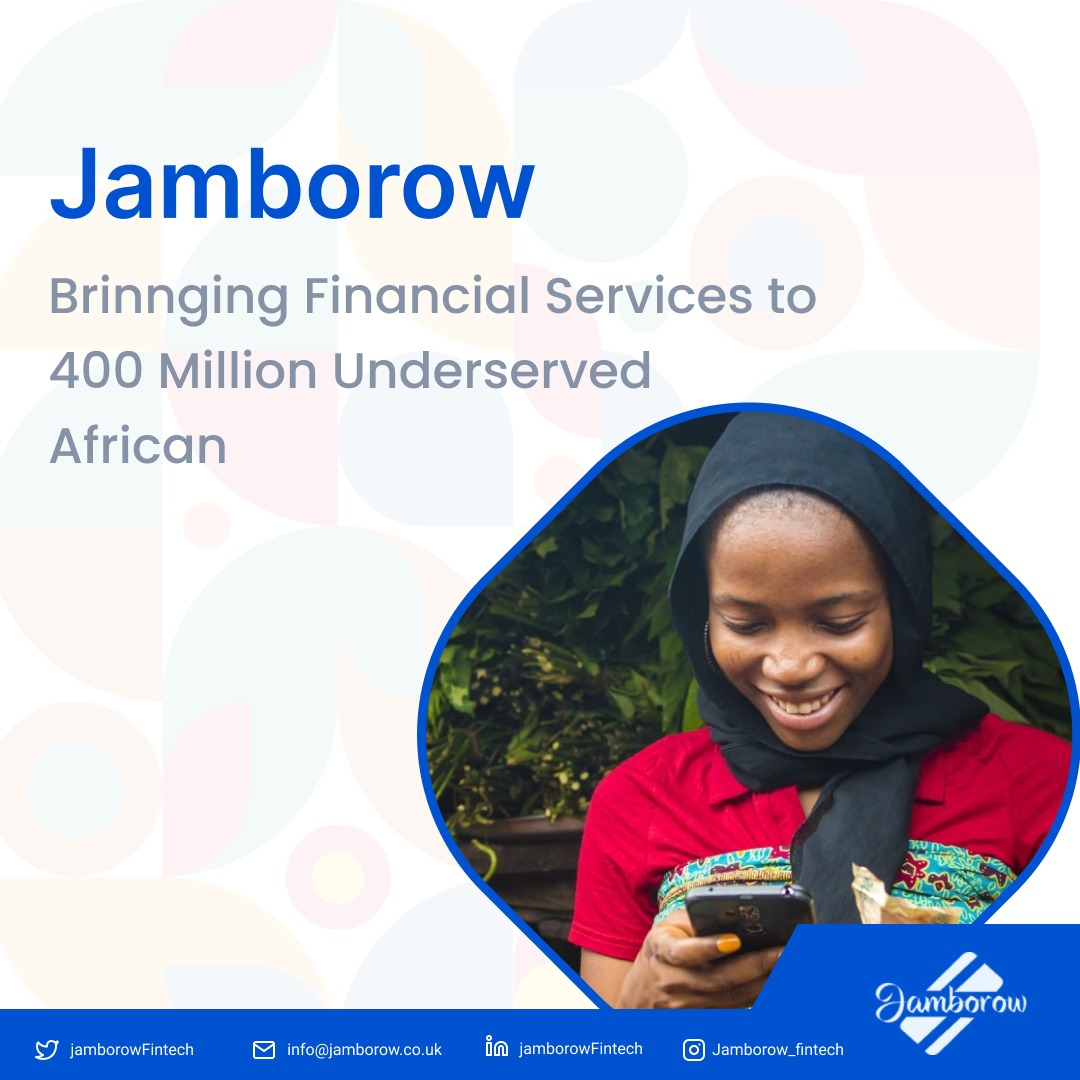 Jamborow
Brinnging Financial Services to
400 Million Underserved
African
Jamborow
jamborowFintech
info@jamborow.co.uk
jamborowFintech
Jamborow_fintech